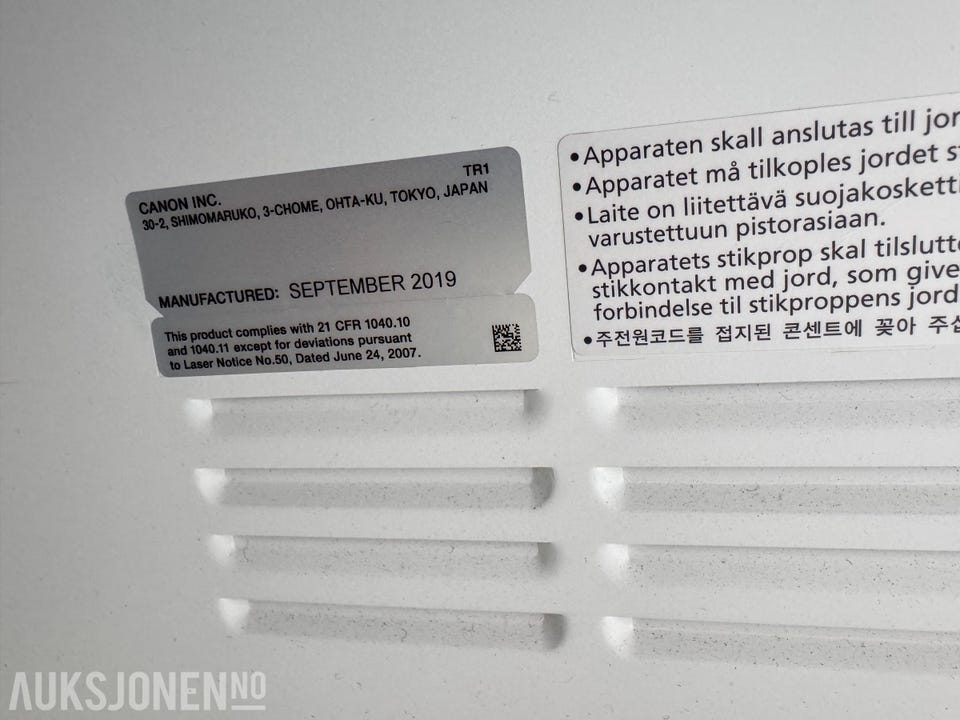 CANON INC.
TR1
30-2, SHIMOMARUKO, 3-CHOME, OHTA-KU, TOKYO, JAPAN
MANUFACTURED: SEPTEMBER 2019
This product complies with 21 CFR 1040.10
and 1040.11 except for deviations pursuant
to Laser Notice No.50, Dated June 24, 2007.
•Apparaten skall anslutas till
•Apparatet må tilkoples jordet
•Laite on liitettävä
varustettuun pistorasiaan.
•Apparatets stikprop skal
stikkontakt med jord, som
forbindelse til stikproppens
•주전원코드를 접지된 콘센트에 꽂아
AUKSJONEN.NO